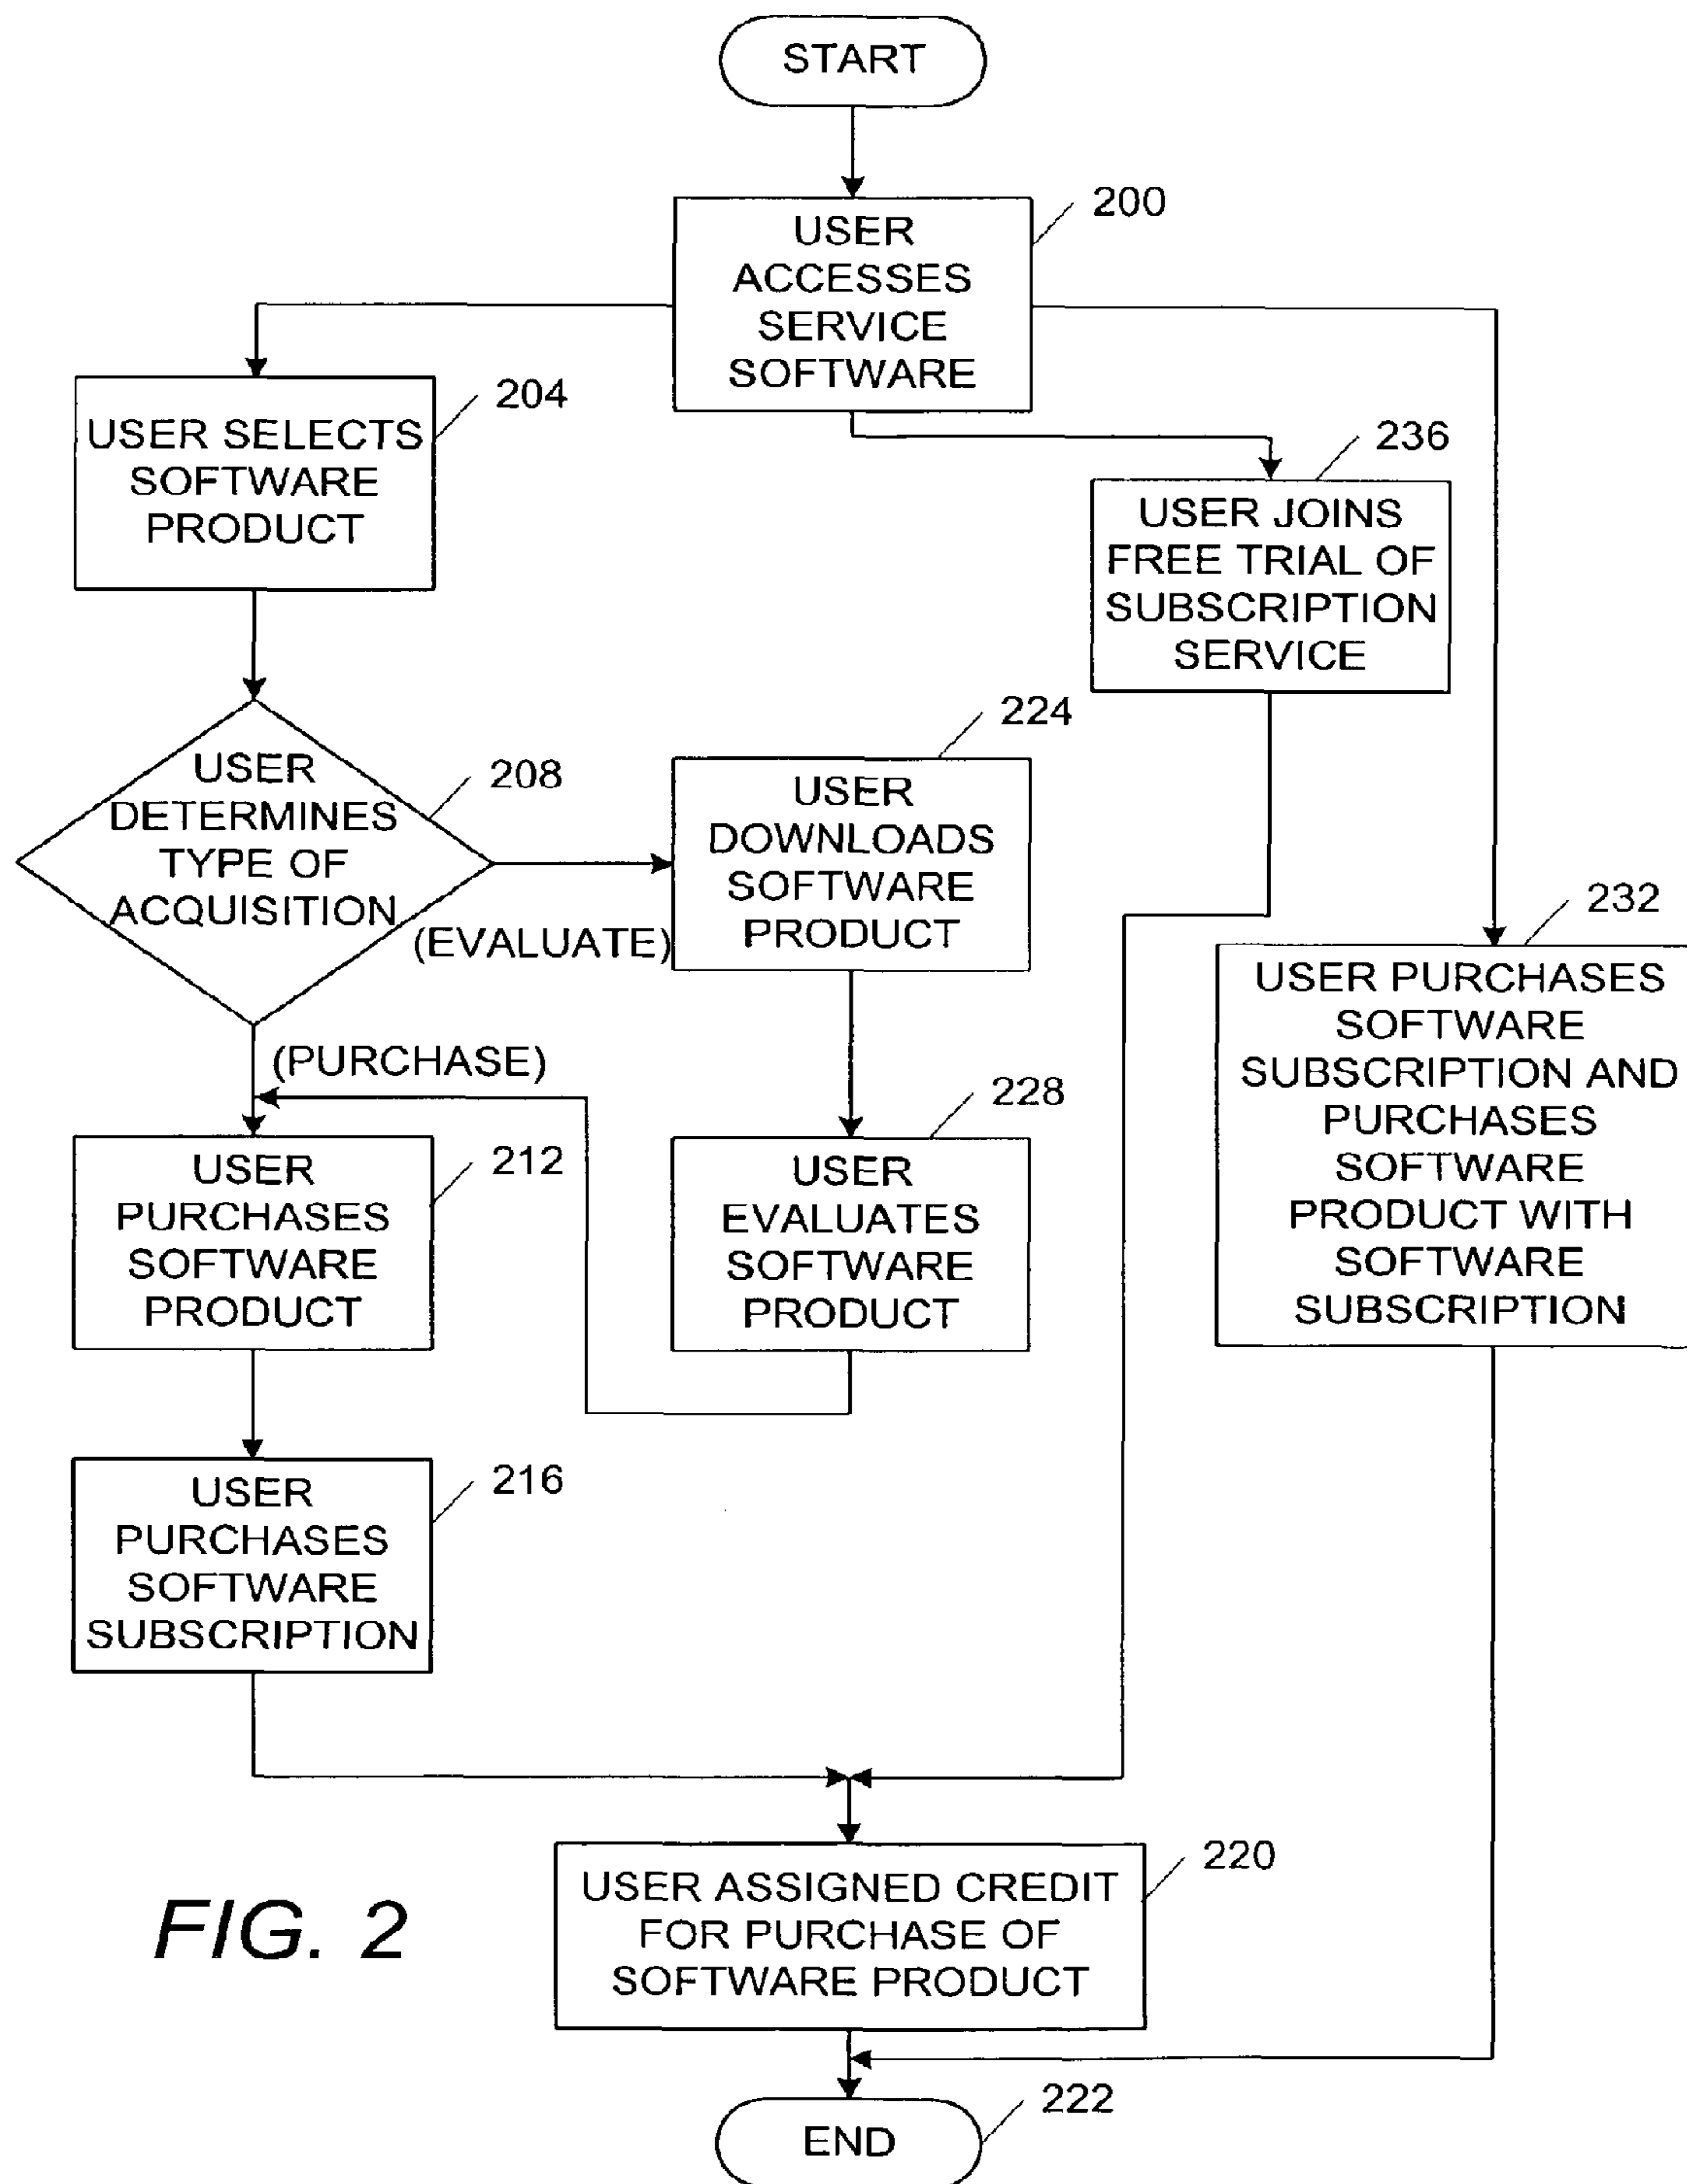 START
200
USER
ACCESSES
SERVICE
SOFTWARE
204
USER SELECTS
SOFTWARE
PRODUCT
236
USER JOINS
FREE TRIAL OF
SUBSCRIPTION
SERVICE
208
USER
DETERMINES
TYPE OF
ACQUISITION
(EVALUATE)
(PURCHASE)
224
USER
DOWNLOADS
SOFTWARE
PRODUCT
232
USER PURCHASES
SOFTWARE
SUBSCRIPTION AND
PURCHASES
SOFTWARE
PRODUCT WITH
SOFTWARE
SUBSCRIPTION
228
USER
EVALUATES
SOFTWARE
PRODUCT
212
USER
PURCHASES
SOFTWARE
PRODUCT
216
USER
PURCHASES
SOFTWARE
SUBSCRIPTION
220
USER ASSIGNED CREDIT
FOR PURCHASE OF
SOFTWARE PRODUCT
FIG. 2
222
END